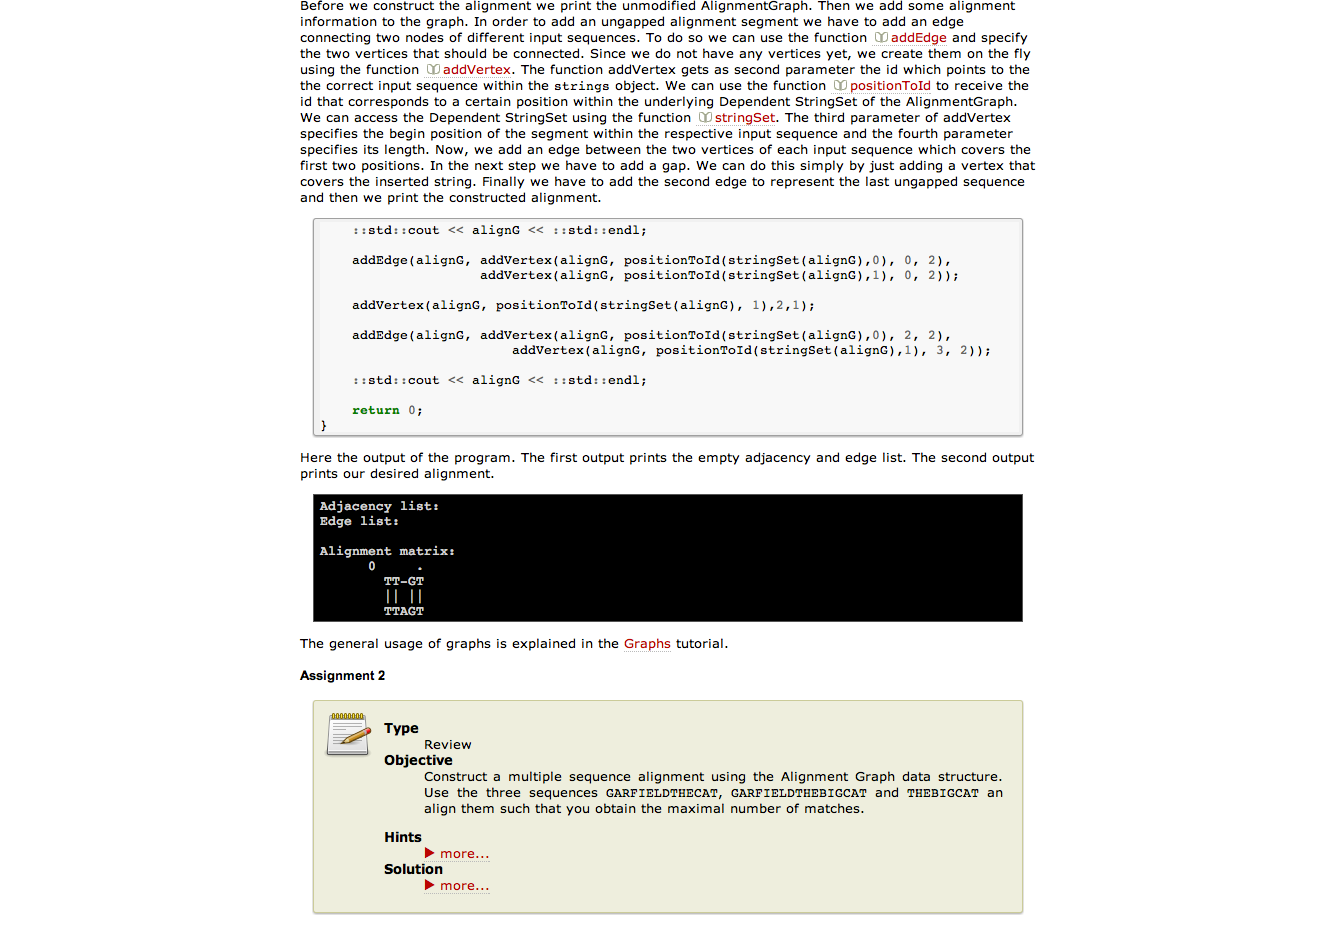 Before we construct the alignment we print the unmodified AlignmentGraph. Then we add some alignment
information to the graph. In order to add an ungapped alignment segment we have to add an edge
connecting two nodes of different input sequences. To do so we can use the function addEdge and specify
the two vertices that should be connected. Since we do not have any vertices yet, we create them on the fly
using the function addVertex. The function addVertex gets as second parameter the id which points to the
the correct input sequence within the strings object. We can use the function positionToId to receive the
id that corresponds to a certain position within the underlying Dependent StringSet of the AlignmentGraph.
We can access the Dependent StringSet using the function stringSet. The third parameter of addVertex
specifies the begin position of the segment within the respective input sequence and the fourth parameter
specifies its length. Now, we add an edge between the two vertices of each input sequence which covers the
first two positions. In the next step we have to add a gap. We can do this simply by just adding a vertex that
covers the inserted string. Finally we have to add the second edge to represent the last ungapped sequence
and then we print the constructed alignment.
::std::cout << alignG << ::std::endl;
addEdge(alignG, addVertex(alignG, positionToId(stringSet(alignG),0), 0, 2),
addVertex(alignG, positionToId(stringSet(alignG),1), 0, 2));
addVertex(alignG, positionToId(stringSet(alignG), 1),2,1);
addEdge(alignG, addVertex(alignG, positionToId(stringSet(alignG),0), 2, 2),
addVertex(alignG, positionToId(stringSet(alignG),1), 3, 2));
::std::cout << alignG << ::std::endl;
return 0;
}
Here the output of the program. The first output prints the empty adjacency and edge list. The second output
prints our desired alignment.
Adjacency list:
Edge list:
Alignment matrix:
0 .
TT-GT
|| ||
TTAGT
The general usage of graphs is explained in the Graphs tutorial.
Assignment 2
Type
Review
Objective
Construct a multiple sequence alignment using the Alignment Graph data structure.
Use the three sequences GARFIELDTHECAT, GARFIELDTHEBIGCAT and THEBIGCAT an
align them such that you obtain the maximal number of matches.
Hints
more...
Solution
more...